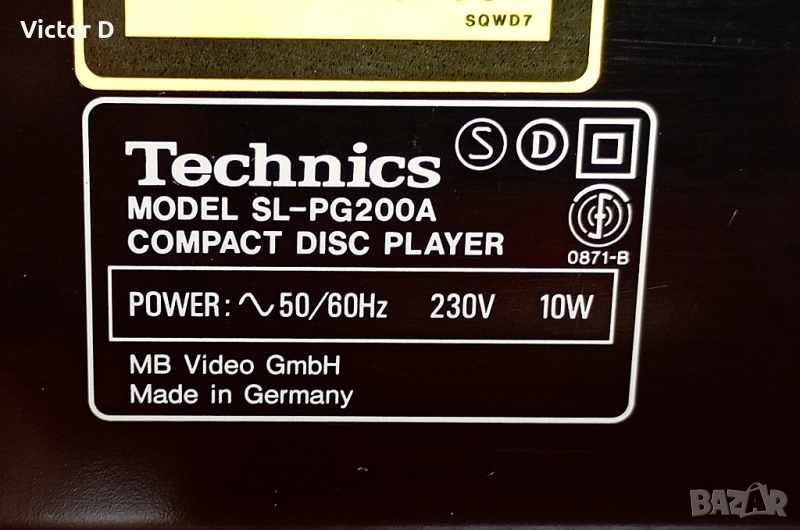 Victor D
SQWD7
Technics
S D
MODEL SL-PG200A
COMPACT DISC PLAYER
0871-B
POWER: ∿ 50/60Hz 230V 10W
MB Video GmbH
Made in Germany
BAZAR